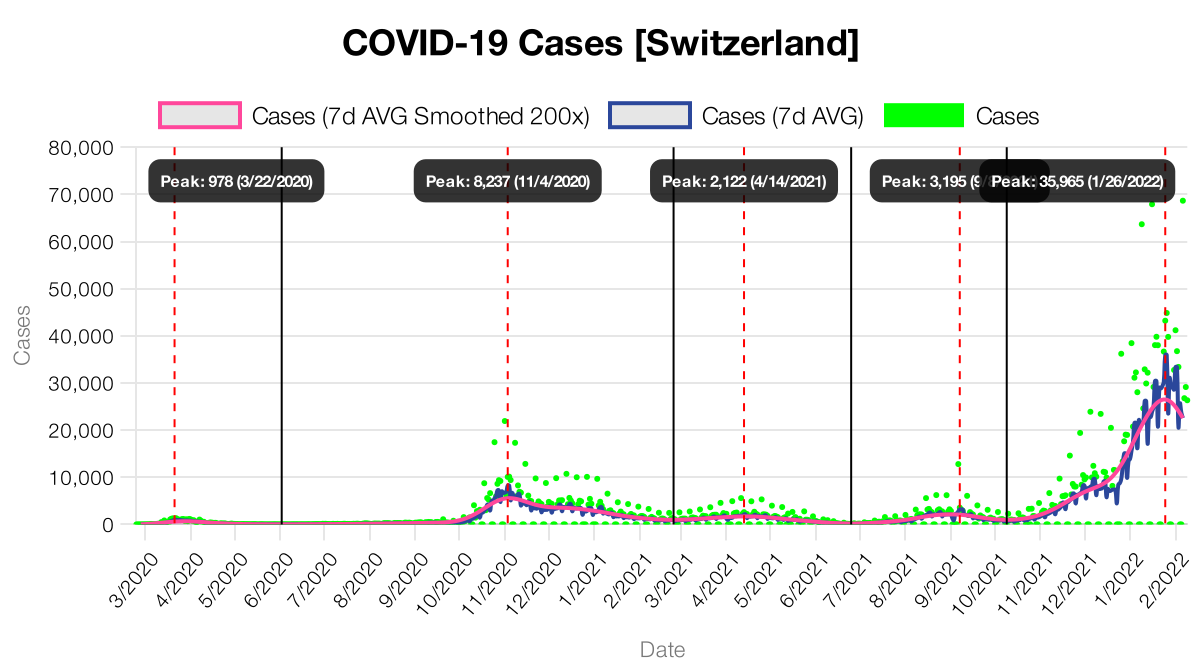 COVID-19 Cases [Switzerland]
Cases (7d AVG Smoothed 200x) Cases (7d AVG) Cases
80,000
70,000
60,000
50,000
40,000
30,000
20,000
10,000
0
Cases
Peak: 978 (3/22/2020) Peak: 8,237 (11/4/2020) Peak: 2,122 (4/14/2021) Peak: 3,195 Peak: 35,965 (1/26/2022)
3/2020 4/2020 5/2020 6/2020 7/2020 8/2020 9/2020 10/2020 11/2020 12/2020 1/2021 2/2021 3/2021 4/2021 5/2021 6/2021 7/2021 8/2021 9/2021 10/2021 11/2021 12/2021 1/2022 2/2022
Date